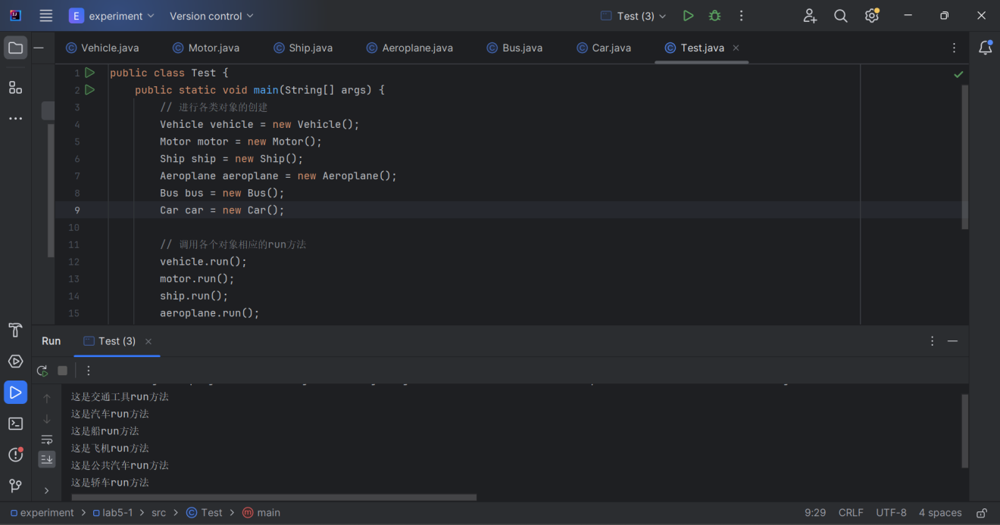 E experiment Version control Test (3)
Vehicle.java Motor.java Ship.java Aeroplane.java Bus.java Car.java Test.java
1 public class Test {
2 public static void main(String[] args) {
3 // 进行各类对象的创建
4 Vehicle vehicle = new Vehicle();
5 Motor motor = new Motor();
6 Ship ship = new Ship();
7 Aeroplane aeroplane = new Aeroplane();
8 Bus bus = new Bus();
9 Car car = new Car();
10
11 // 调用各个对象相应的run方法
12 vehicle.run();
13 motor.run();
14 ship.run();
15 aeroplane.run();
Run Test (3)
这是交通工具run方法
这是汽车run方法
这是船run方法
这是飞机run方法
这是公共汽车run方法
这是轿车run方法
experiment > lab5-1 > src > Test > main 9:29 CRLF UTF-8 4 spaces